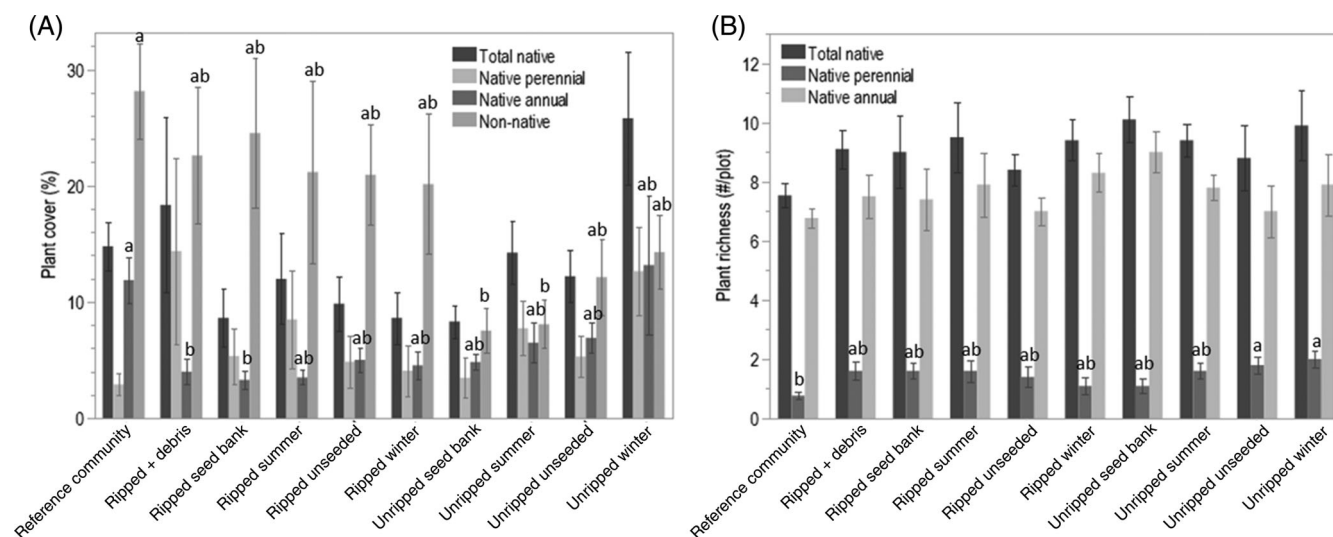 (A)
Total native
Native perennial
Native annual
Non-native
Plant cover (%)
30
20
10
0
a
a
ab
b
ab
b
ab
ab
ab
ab
ab
ab
b
ab
b
ab
ab
ab
ab
ab
Reference community
Ripped + debris
Ripped seed bank
Ripped summer
Ripped unseeded
Ripped winter
Unripped seed bank
Unripped summer
Unripped unseeded
Unripped winter
(B)
Total native
Native perennial
Native annual
Plant richness (#/plot)
12
10
8
6
4
2
0
b
ab
ab
ab
ab
ab
ab
ab
a
a
Reference community
Ripped + debris
Ripped seed bank
Ripped summer
Ripped unseeded
Ripped winter
Unripped seed bank
Unripped summer
Unripped unseeded
Unripped winter